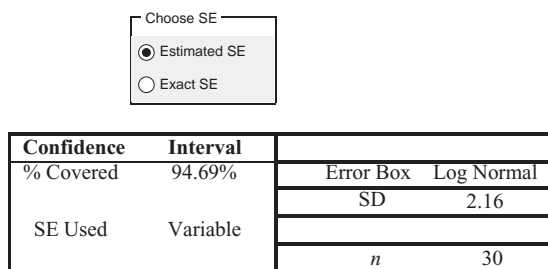 Choose SE
Estimated SE
Exact SE
Confidence Interval
% Covered 94.69% Error Box Log Normal
SD 2.16
SE Used Variable
n 30